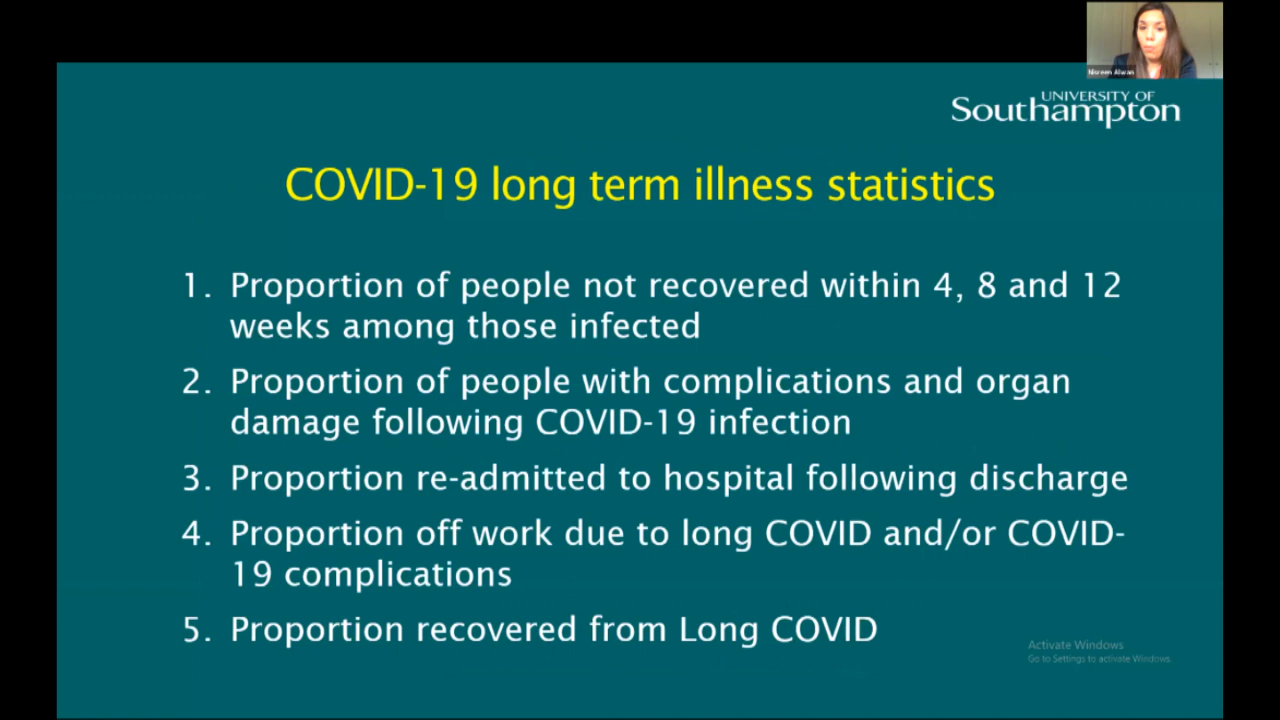 Nisreen Alwan
UNIVERSITY OF
Southampton
COVID-19 long term illness statistics
1. Proportion of people not recovered within 4, 8 and 12
weeks among those infected
2. Proportion of people with complications and organ
damage following COVID-19 infection
3. Proportion re-admitted to hospital following discharge
4. Proportion off work due to long COVID and/or COVID-
19 complications
5. Proportion recovered from Long COVID
Activate Windows
Go to Settings to activate Windows.